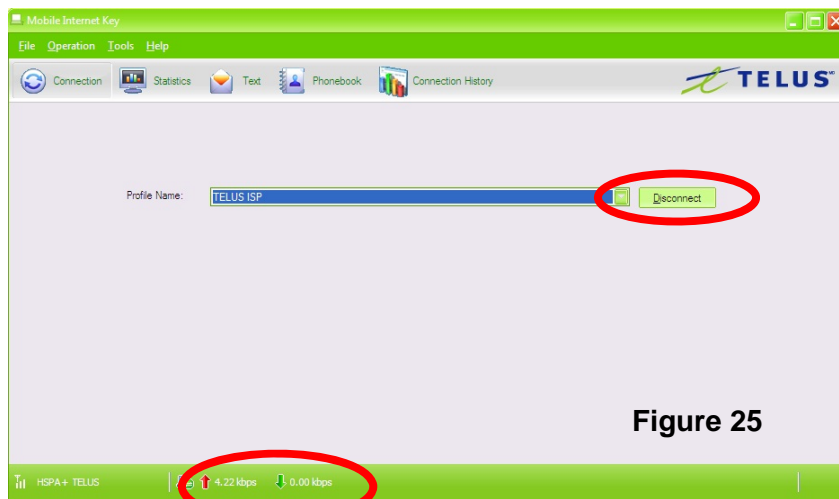 Mobile Internet Key
File Operation Tools Help
Connection Statistics Text Phonebook Connection History TELUS
Profile Name: TELUS ISP Disconnect
Figure 25
HSPA+ TELUS 4.22 kbps 0.00 kbps